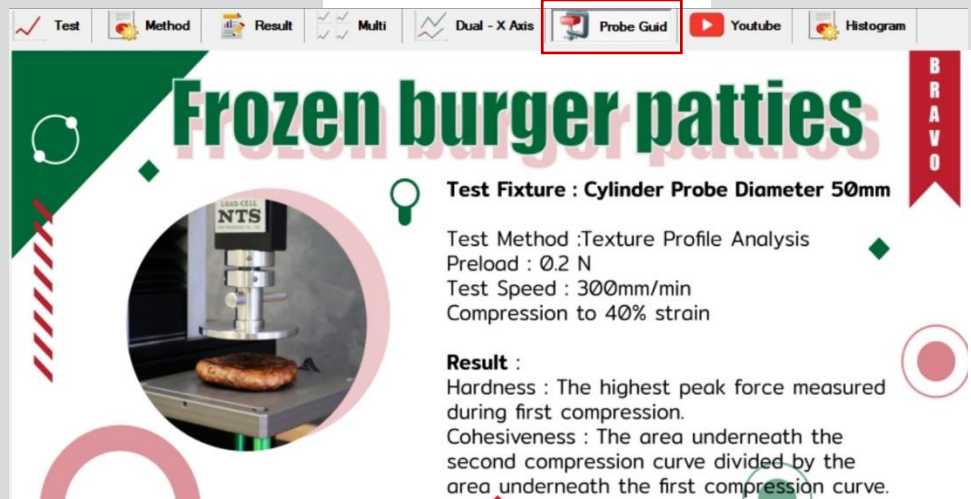 Test Method Result Multi Dual - X Axis Probe Guid Youtube Histogram
BRAVO
Frozen burger patties
LOAD CELL
NTS
Test Fixture : Cylinder Probe Diameter 50mm
Test Method :Texture Profile Analysis
Preload : 0.2 N
Test Speed : 300mm/min
Compression to 40% strain
Result :
Hardness : The highest peak force measured
during first compression.
Cohesiveness : The area underneath the
second compression curve divided by the
area underneath the first compression curve.